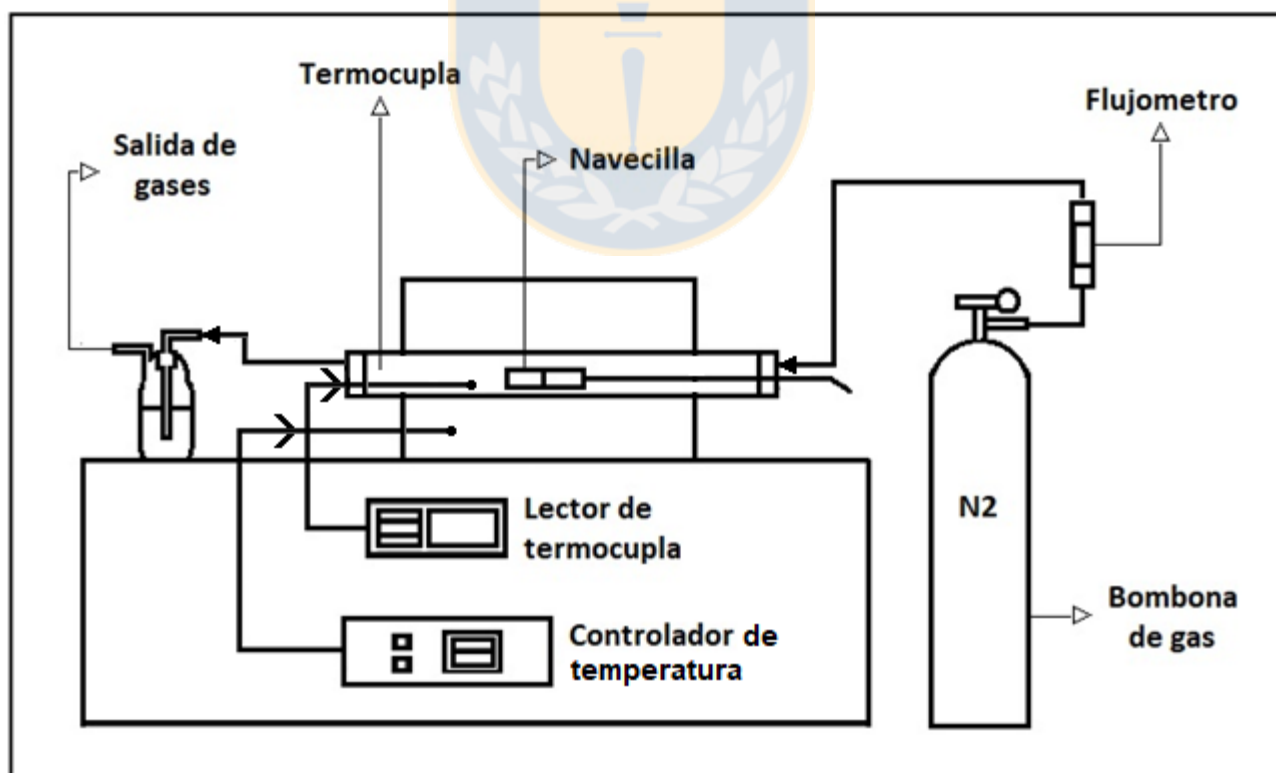 Termocupla
Flujometro
Salida de
gases
Navecilla
N2
Lector de
termocupla
Bombona
de gas
Controlador de
temperatura